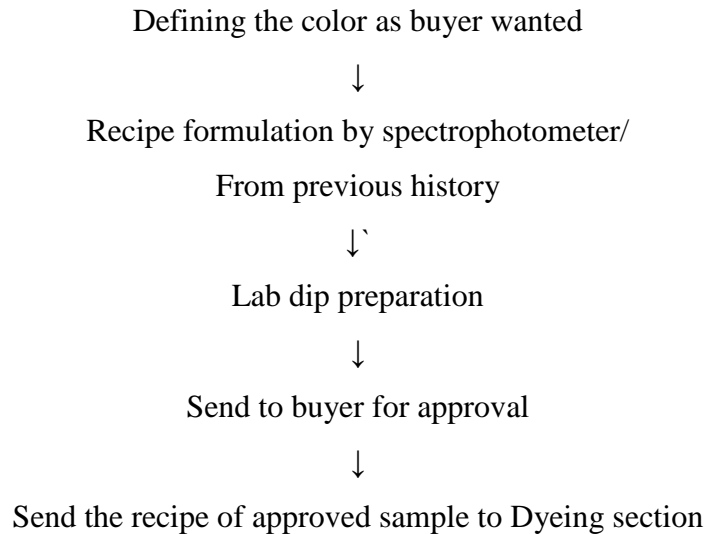 Defining the color as buyer wanted
↓
Recipe formulation by spectrophotometer/
From previous history
↓`
Lab dip preparation
↓
Send to buyer for approval
↓
Send the recipe of approved sample to Dyeing section